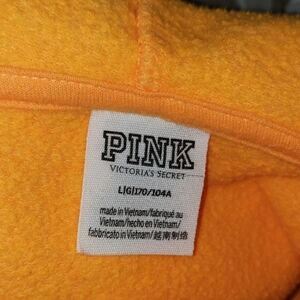 PINK
VICTORIA'S SECRET
L|G|170/104A
made in Vietnam/fabriqué au
Vietnam/hecho en Vietnam/
fabbricato in Vietnam/越南制造